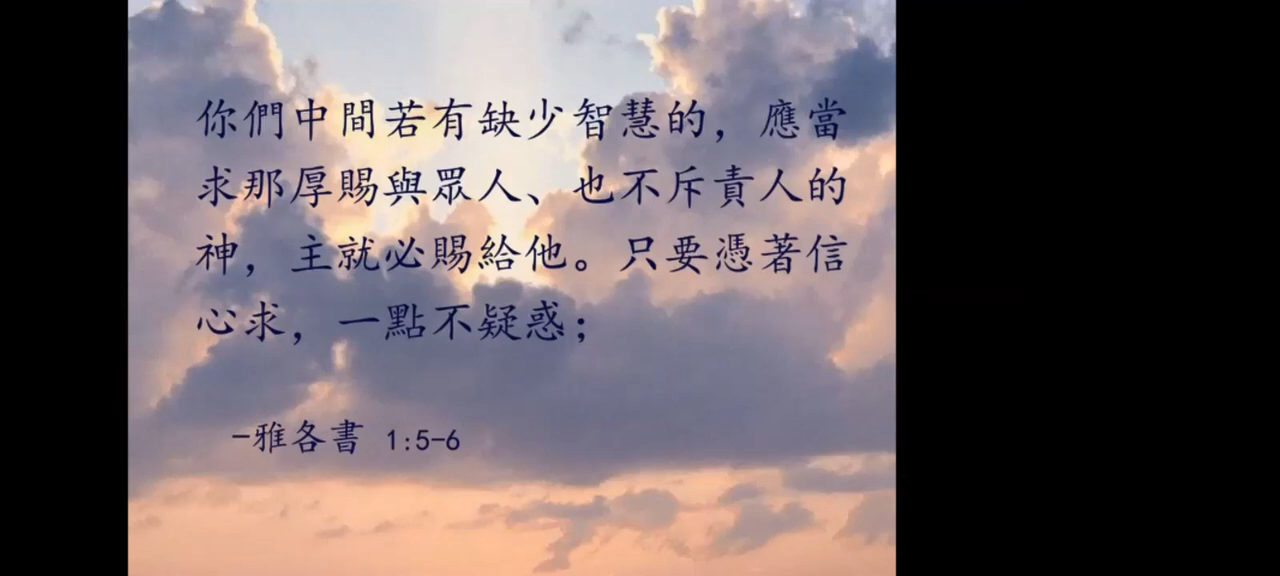 你們中間若有缺少智慧的，應當
求那厚賜與眾人、也不斥責人的
神，主就必賜給他。只要憑著信
心求，一點不疑惑；
-雅各書 1:5-6